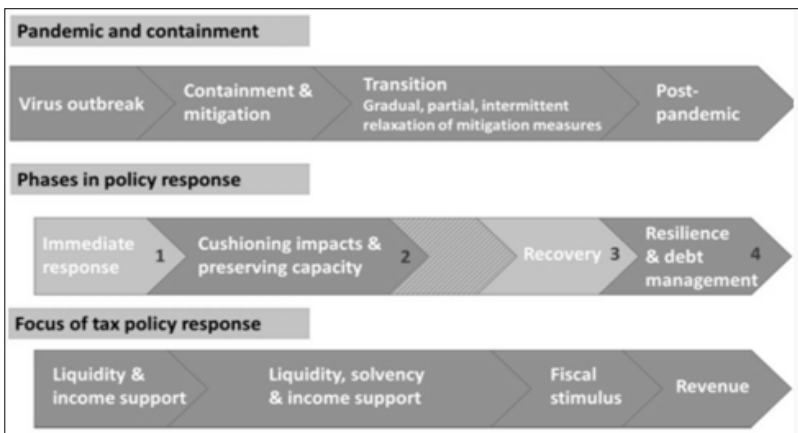 Pandemic and containment
Virus outbreak
Containment &
mitigation
Transition
Gradual, partial, intermittent
relaxation of mitigation measures
Post-
pandemic
Phases in policy response
Immediate
response
1
Cushioning impacts &
preserving capacity
2
Recovery
3
Resilience
& debt
management
4
Focus of tax policy response
Liquidity &
income support
Liquidity, solvency
& income support
Fiscal
stimulus
Revenue